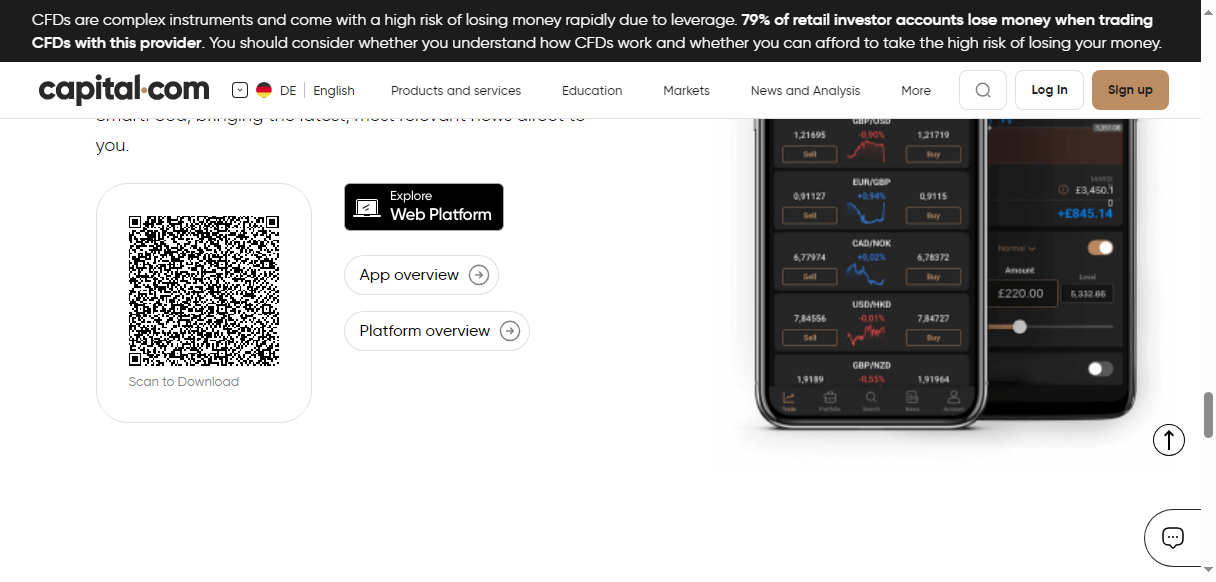 CFDs are complex instruments and come with a high risk of losing money rapidly due to leverage. 79% of retail investor accounts lose money when trading
CFDs with this provider. You should consider whether you understand how CFDs work and whether you can afford to take the high risk of losing your money.
capital.com
DE English
Products and services
Education
Markets
News and Analysis
More
Log In
Sign up
you.
Scan to Download
Explore
Web Platform
App overview
Platform overview
GBP/USD
1,21695 -0,90% 1,21719
Sell Buy
EUR/GBP
0,91127 +0,94% 0,9115
Sell Buy
CAD/NOK
6,77974 +0,02% 6,78372
Sell Buy
USD/HKD
7,84556 -0,01% 7,84727
Sell Buy
GBP/NZD
1,9189 -0,55% 1,91964
Trade Portfolio Search News Account
£3,450.1
0
+£845.14
Normal
Amount
Level
£220.00
5,332.66